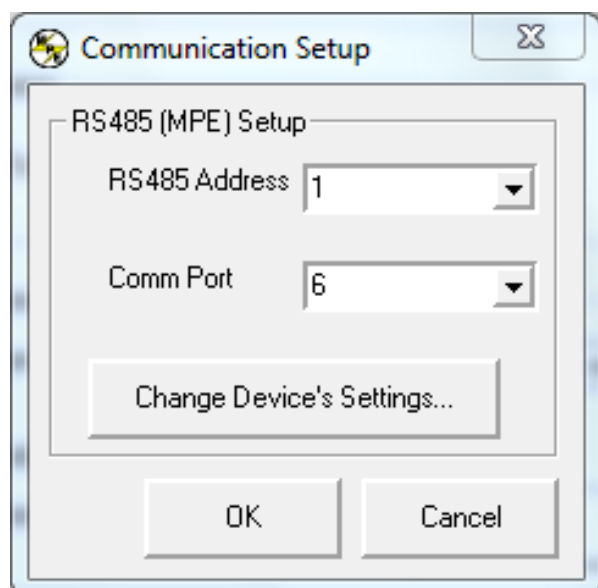 Communication Setup
RS485 (MPE) Setup
RS485 Address 1
Comm Port 6
Change Device's Settings...
OK Cancel